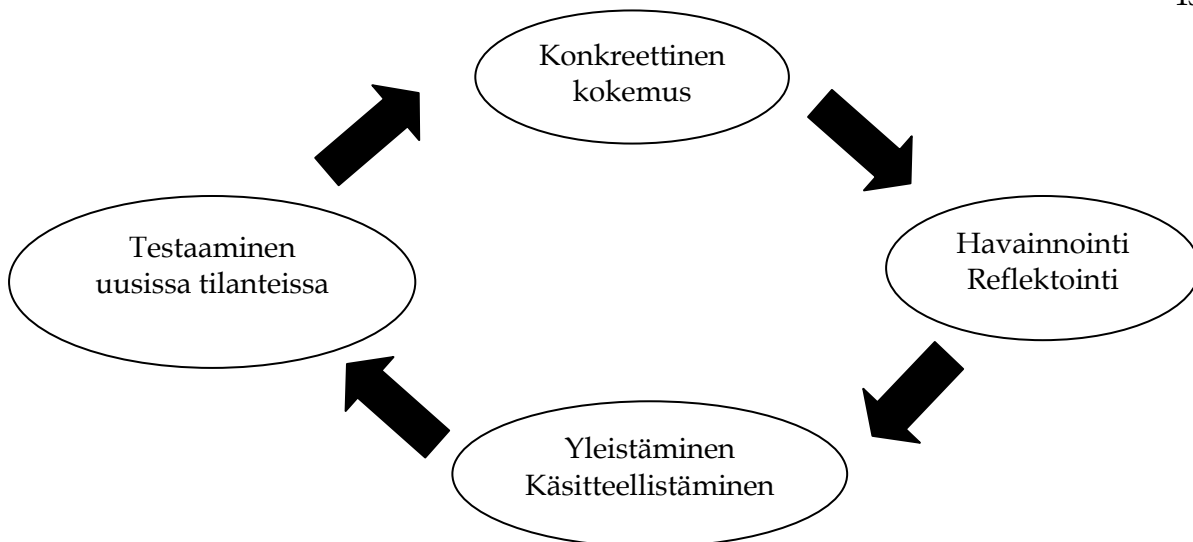 Konkreettinen
kokemus
Testaaminen
uusissa tilanteissa
Havainnointi
Reflektointi
Yleistäminen
Käsitteellistäminen